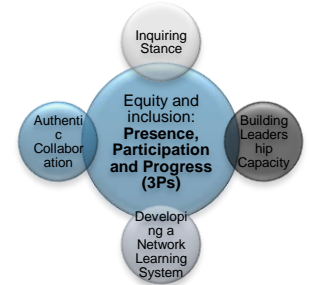 Inquiring
Stance
Equity and
inclusion:
Presence,
Participation
and Progress
(3Ps)
Authenti
c
Collabor
ation
Building
Leaders
hip
Capacity
Developi
ng a
Network
Learning
System